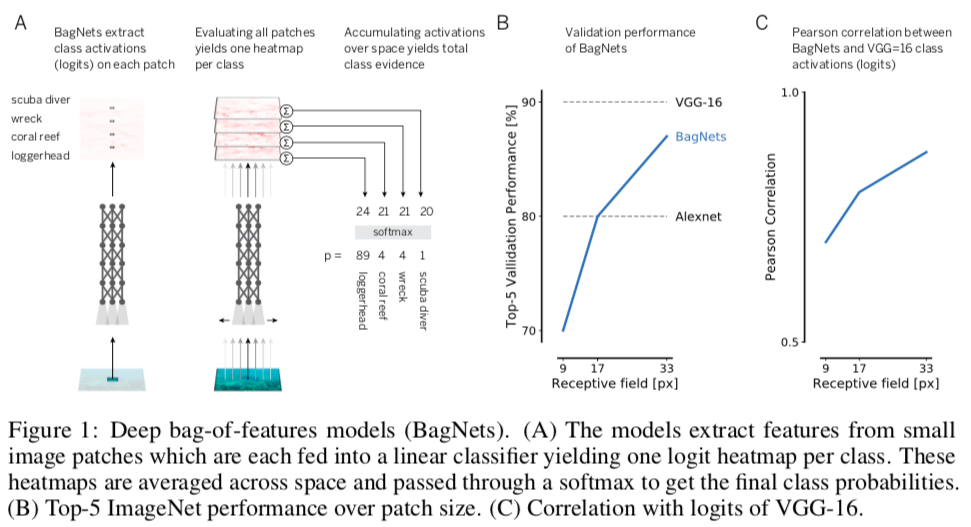 A
BagNets extract
class activations
(logits) on each patch
Evaluating all patches
yields one heatmap
per class
Accumulating activations
over space yields total
class evidence
scuba diver
wreck
coral reef
loggerhead
Σ
Σ
Σ
Σ
24 21 21 20
softmax
p = 89 4 4 1
loggerhead
coral reef
wreck
scuba diver
B
Validation performance
of BagNets
Top-5 Validation Performance [%]
90
80
70
VGG-16
BagNets
Alexnet
9 17 33
Receptive field [px]
C
Pearson correlation between
BagNets and VGG=16 class
activations (logits)
Pearson Correlation
1.0
0.5
9 17 33
Receptive field [px]
Figure 1: Deep bag-of-features models (BagNets). (A) The models extract features from small
image patches which are each fed into a linear classifier yielding one logit heatmap per class. These
heatmaps are averaged across space and passed through a softmax to get the final class probabilities.
(B) Top-5 ImageNet performance over patch size. (C) Correlation with logits of VGG-16.